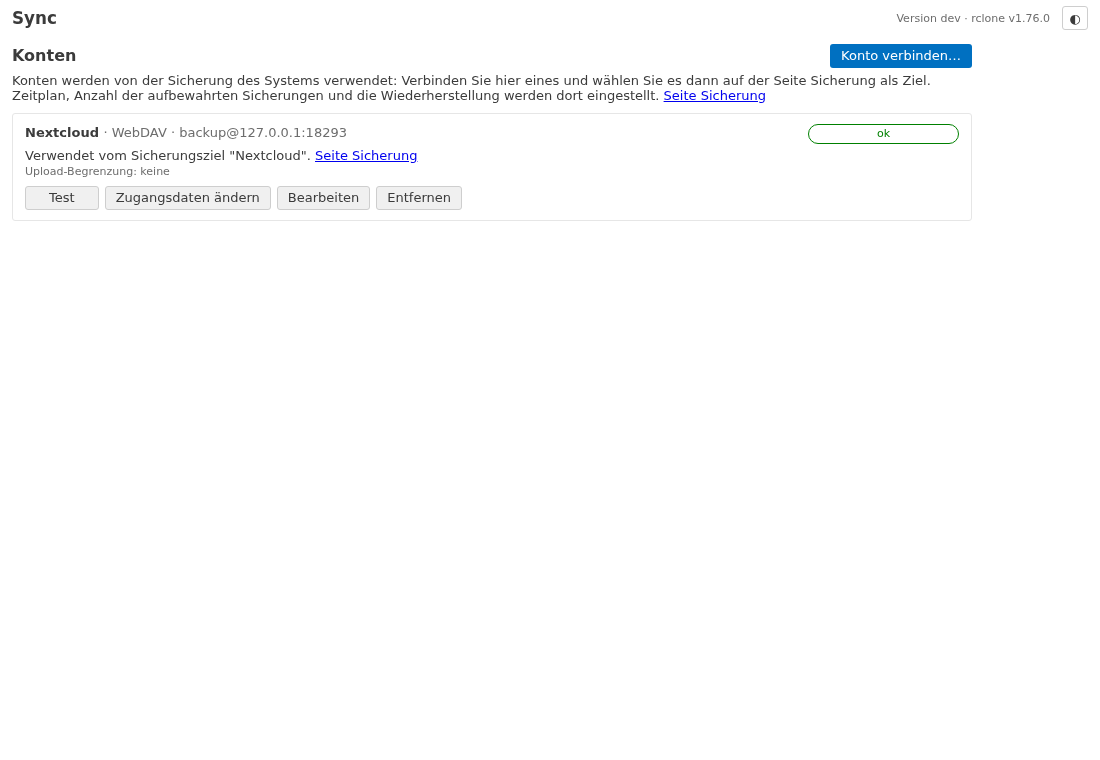 Sync
Version dev · rclone v1.76.0
Konten
Konto verbinden…
Konten werden von der Sicherung des Systems verwendet: Verbinden Sie hier eines und wählen Sie es dann auf der Seite Sicherung als Ziel.
Zeitplan, Anzahl der aufbewahrten Sicherungen und die Wiederherstellung werden dort eingestellt. Seite Sicherung
Nextcloud · WebDAV · backup@127.0.0.1:18293
ok
Verwendet vom Sicherungsziel "Nextcloud". Seite Sicherung
Upload-Begrenzung: keine
Test Zugangsdaten ändern Bearbeiten Entfernen